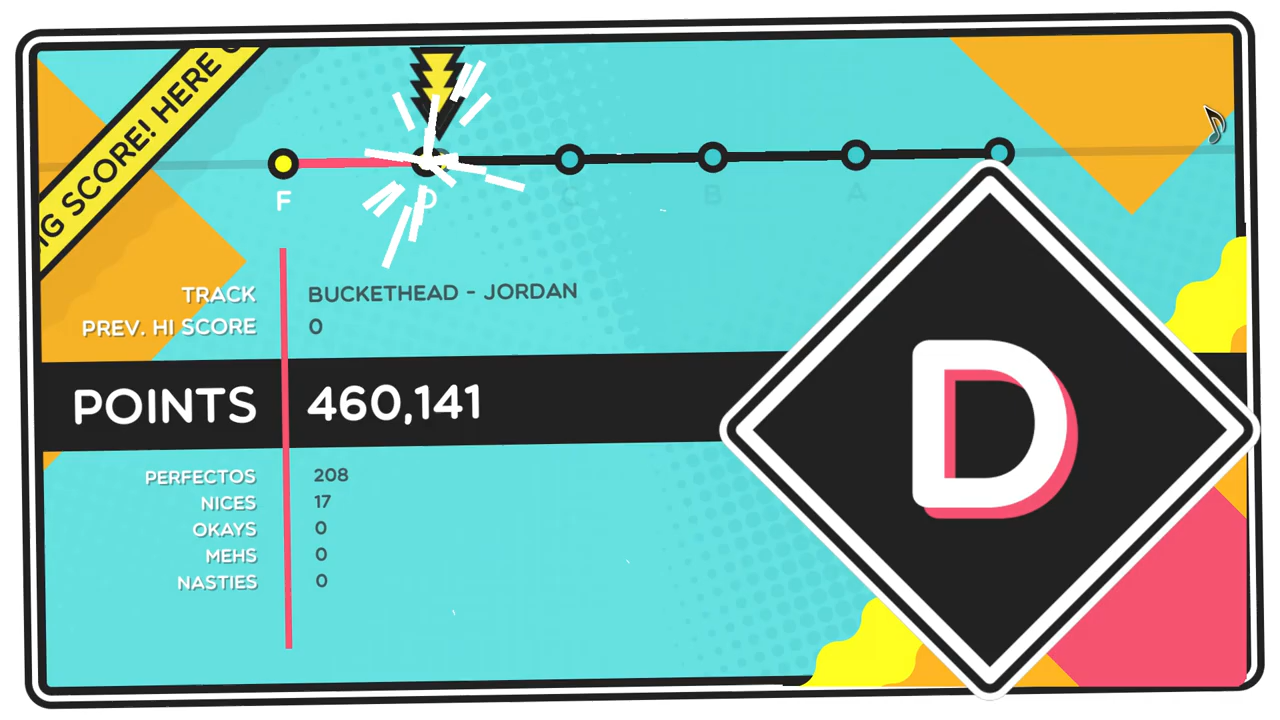 IG SCORE! HERE
F D C B A
TRACK BUCKETHEAD - JORDAN
PREV. HI SCORE 0
POINTS 460,141
D
PERFECTOS 208
NICES 17
OKAYS 0
MEHS 0
NASTIES 0